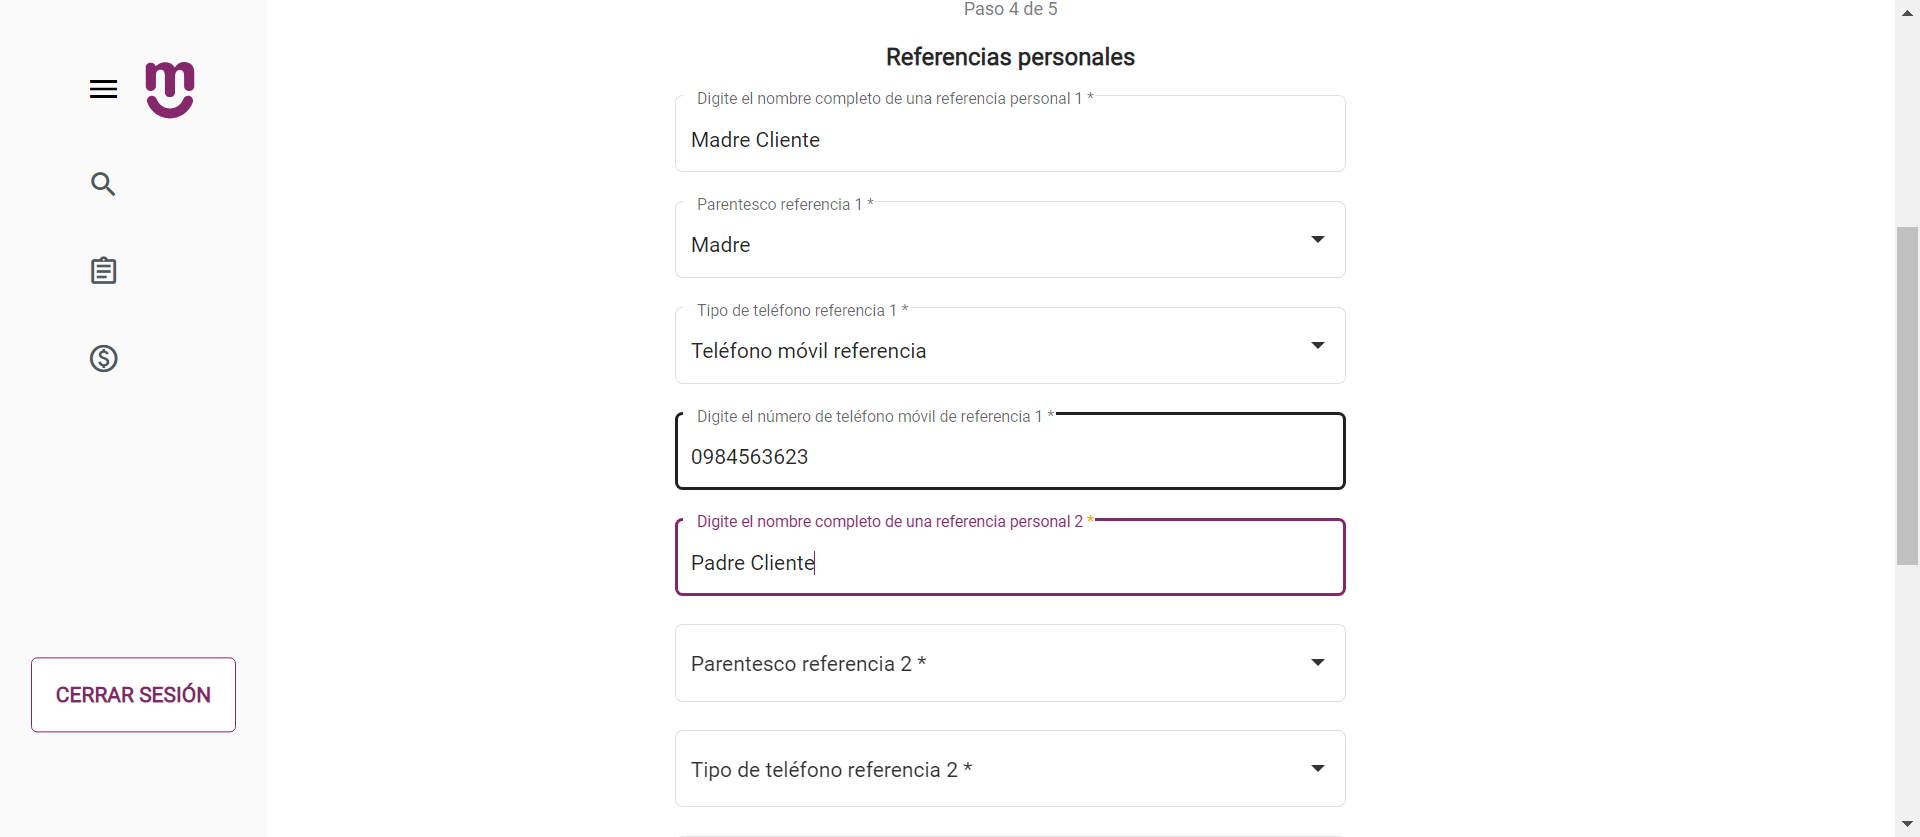 Paso 4 de 5
Referencias personales
Digite el nombre completo de una referencia personal 1 *
Madre Cliente
Parentesco referencia 1 *
Madre
Tipo de teléfono referencia 1 *
Teléfono móvil referencia
Digite el número de teléfono móvil de referencia 1 *
0984563623
Digite el nombre completo de una referencia personal 2 *
Padre Cliente
Parentesco referencia 2 *
Tipo de teléfono referencia 2 *
CERRAR SESIÓN